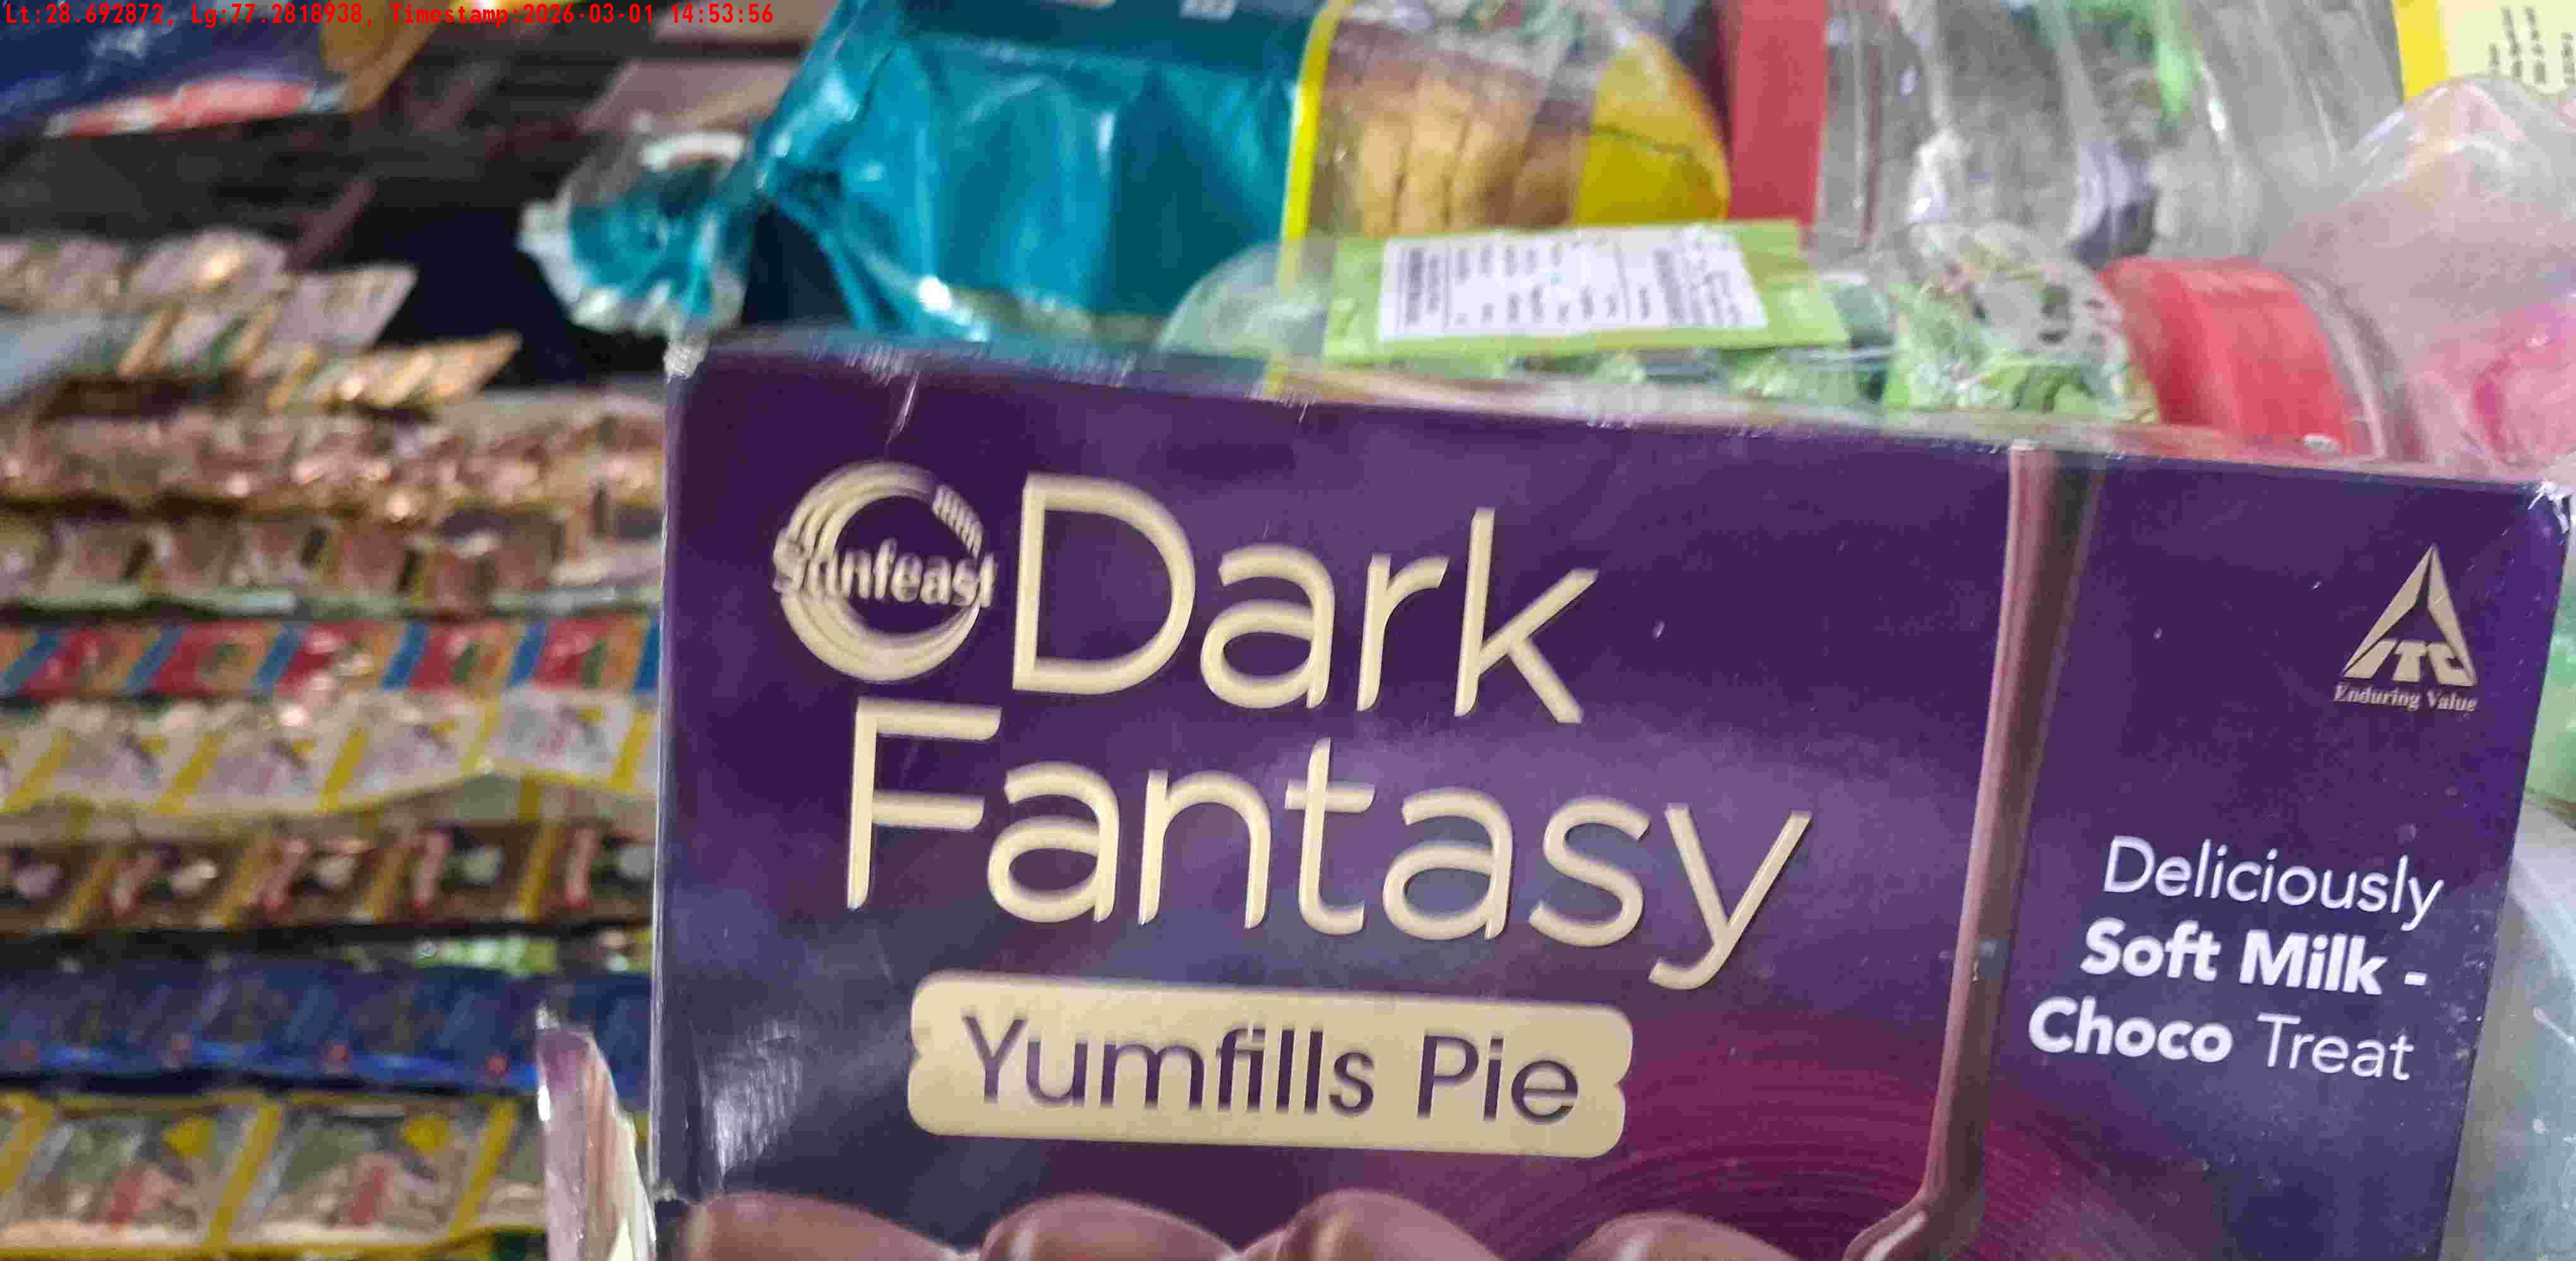 Lt:28.692872, Lg:77.2818938, Timestamp:2026-03-01 14:53:56
Sunfeast
Dark
Fantasy
Yumfills Pie
ITC
Enduring Value
Deliciously
Soft Milk -
Choco Treat